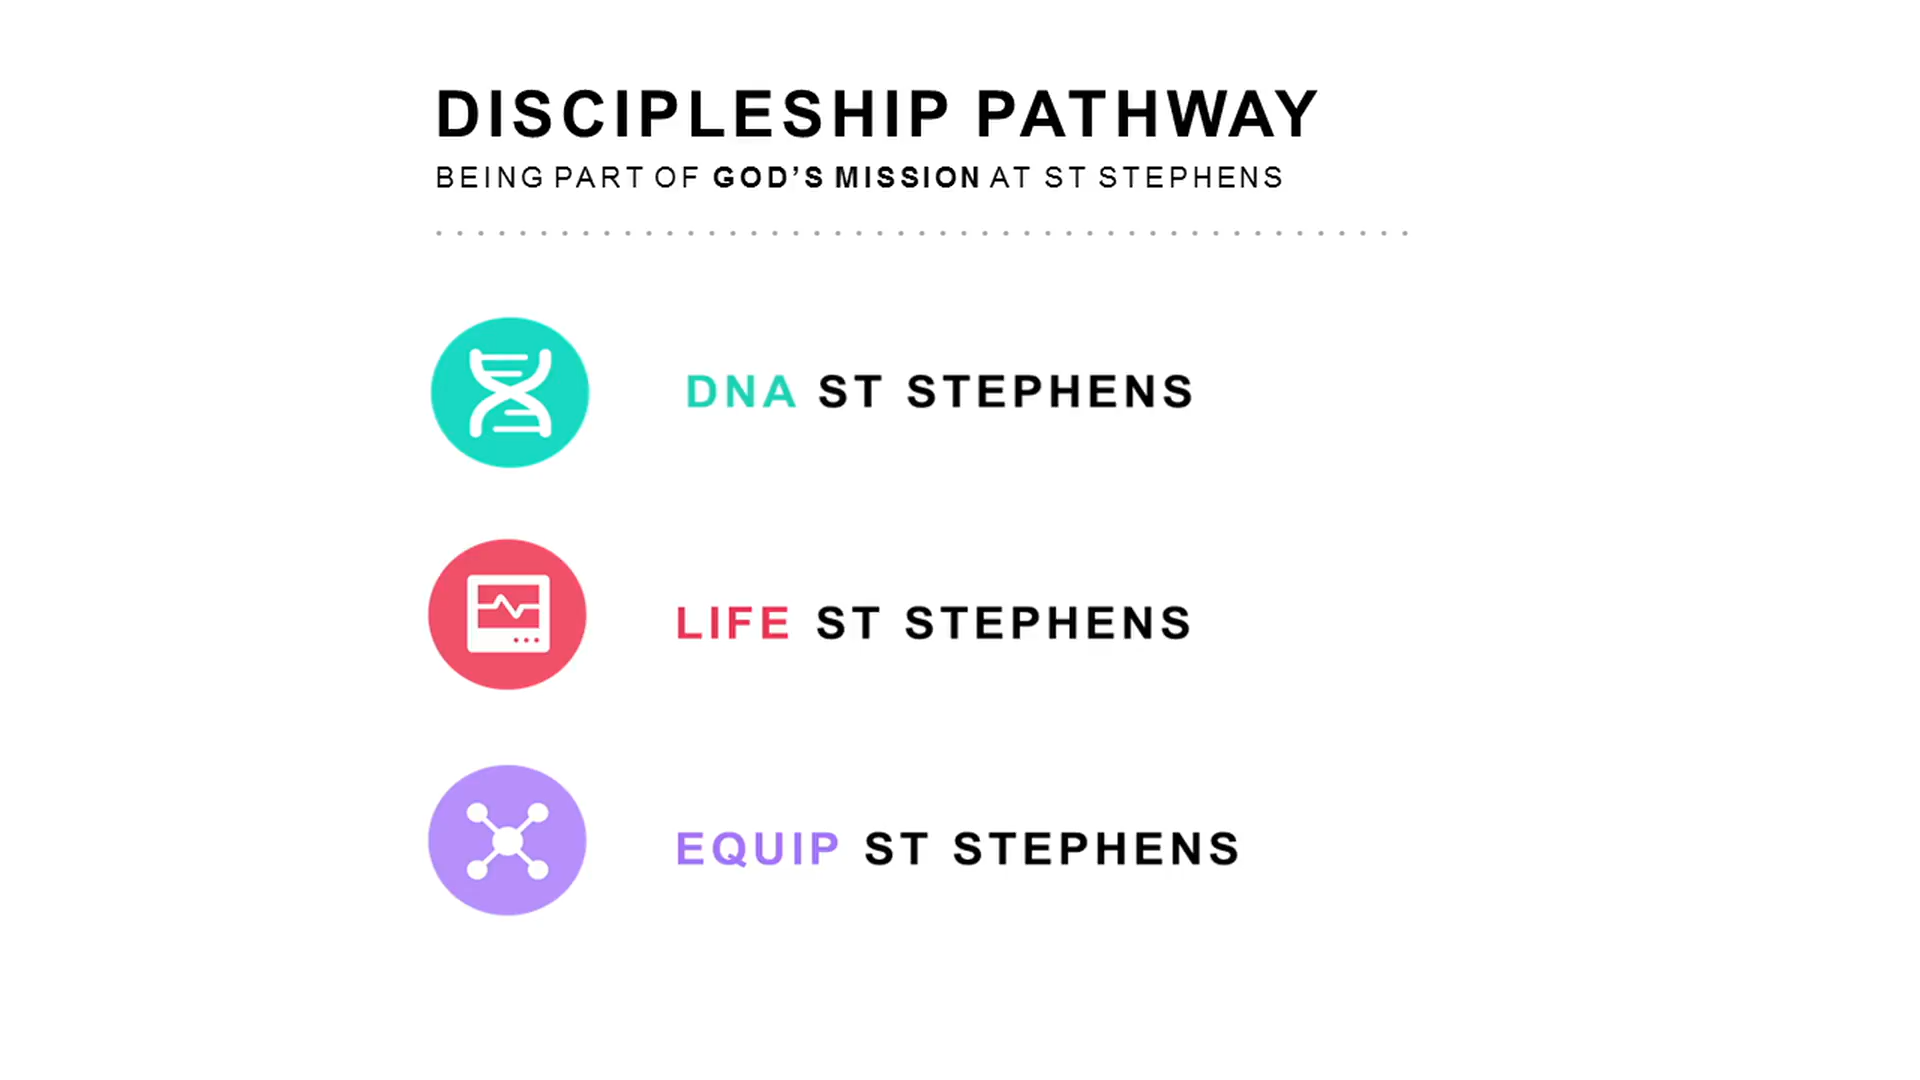 DISCIPLESHIP PATHWAY
BEING PART OF GOD’S MISSION AT ST STEPHENS
DNA ST STEPHENS
LIFE ST STEPHENS
EQUIP ST STEPHENS